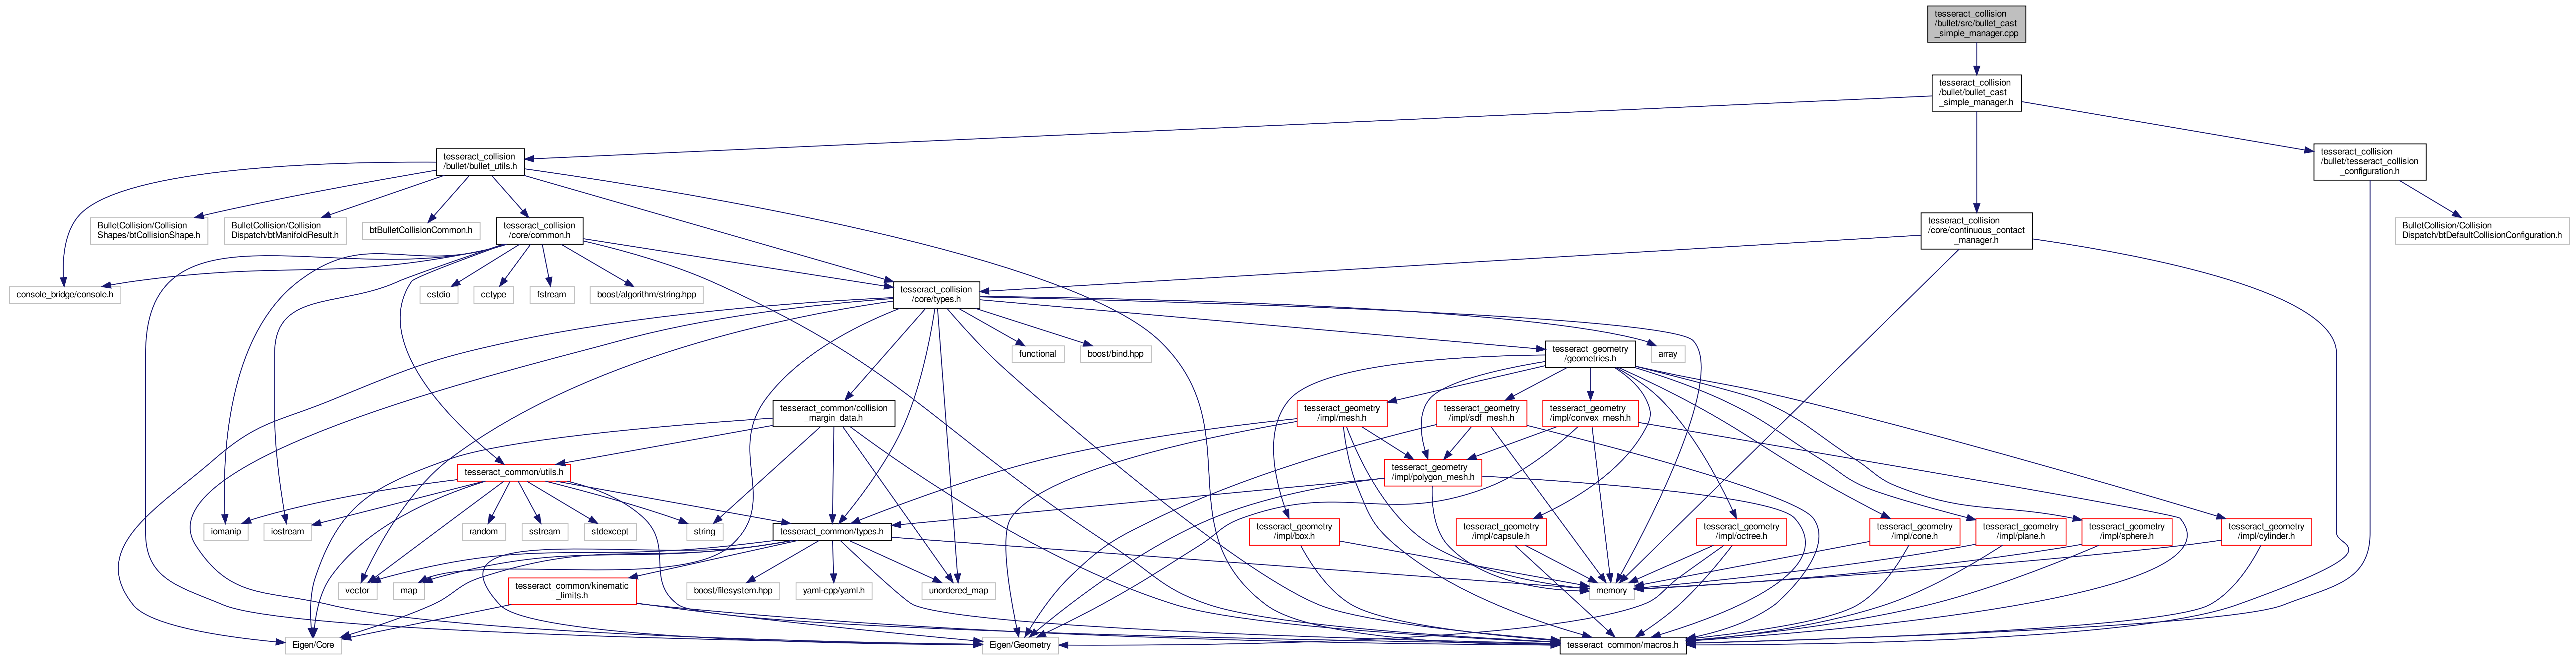 tesseract_collision
/bullet/src/bullet_cast
_simple_manager.cpp
tesseract_collision
/bullet/bullet_cast
_simple_manager.h
tesseract_collision
/bullet/bullet_utils.h
tesseract_collision
/bullet/tesseract_collision
_configuration.h
BulletCollision/Collision
Shapes/btCollisionShape.h
BulletCollision/Collision
Dispatch/btManifoldResult.h
btBulletCollisionCommon.h
tesseract_collision
/core/common.h
tesseract_collision
/core/continuous_contact
_manager.h
BulletCollision/Collision
Dispatch/btDefaultCollisionConfiguration.h
console_bridge/console.h
cstdio
cctype
fstream
boost/algorithm/string.hpp
tesseract_collision
/core/types.h
functional
boost/bind.hpp
tesseract_geometry
/geometries.h
array
tesseract_common/collision
_margin_data.h
tesseract_geometry
/impl/mesh.h
tesseract_geometry
/impl/sdf_mesh.h
tesseract_geometry
/impl/convex_mesh.h
tesseract_common/utils.h
tesseract_geometry
/impl/polygon_mesh.h
iomanip
iostream
random
sstream
stdexcept
string
tesseract_common/types.h
tesseract_geometry
/impl/box.h
tesseract_geometry
/impl/capsule.h
tesseract_geometry
/impl/octree.h
tesseract_geometry
/impl/cone.h
tesseract_geometry
/impl/plane.h
tesseract_geometry
/impl/sphere.h
tesseract_geometry
/impl/cylinder.h
vector
map
tesseract_common/kinematic
_limits.h
boost/filesystem.hpp
yaml-cpp/yaml.h
unordered_map
memory
Eigen/Core
Eigen/Geometry
tesseract_common/macros.h